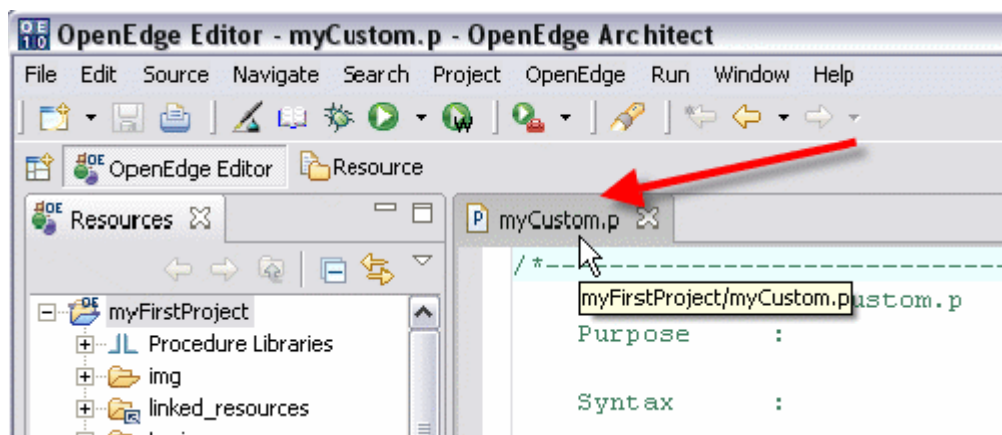 OpenEdge Editor - myCustom.p - OpenEdge Architect
File Edit Source Navigate Search Project OpenEdge Run Window Help
OpenEdge Editor Resource
Resources
myCustom.p
/*------------------------------
myFirstProject/myCustom.p
ustom.p
myFirstProject
Purpose :
Procedure Libraries
img
linked_resources
Syntax :